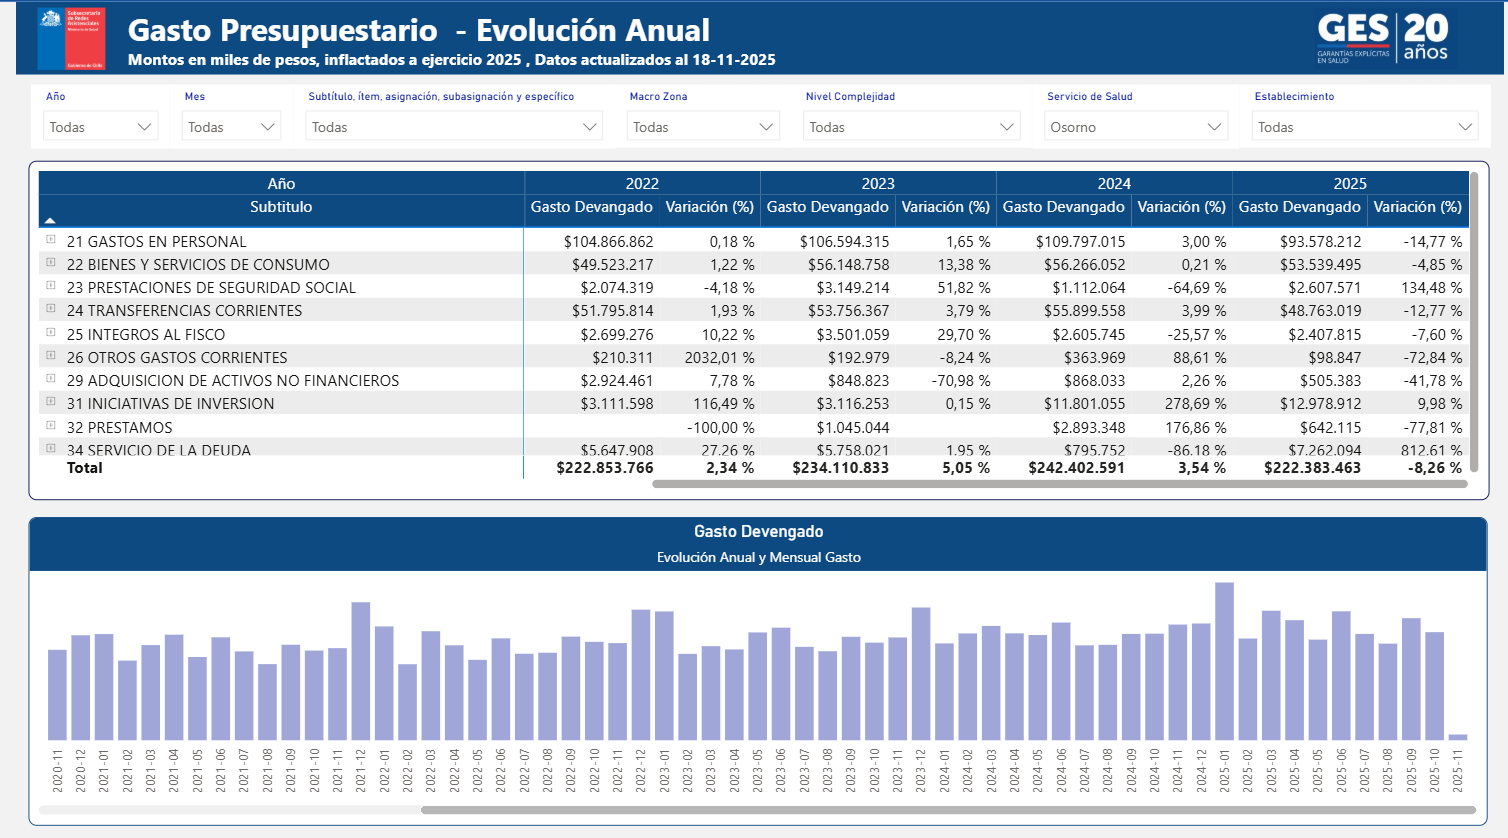 Subsecretaría de Redes Asistenciales
Ministerio de Salud
Gobierno de Chile
Gasto Presupuestario - Evolución Anual
Montos en miles de pesos, inflactados a ejercicio 2025 , Datos actualizados al 18-11-2025
GES 20 años
GARANTÍAS EXPLÍCITAS EN SALUD
Año Mes Subtítulo, ítem, asignación, subasignación y específico Macro Zona Nivel Complejidad Servicio de Salud Establecimiento
Todas Todas Todas Todas Todas Osorno Todas
Año 2022 2023 2024 2025
Subtitulo Gasto Devangado Variación (%) Gasto Devangado Variación (%) Gasto Devangado Variación (%) Gasto Devangado Variación (%)
21 GASTOS EN PERSONAL $104.866.862 0,18 % $106.594.315 1,65 % $109.797.015 3,00 % $93.578.212 -14,77 %
22 BIENES Y SERVICIOS DE CONSUMO $49.523.217 1,22 % $56.148.758 13,38 % $56.266.052 0,21 % $53.539.495 -4,85 %
23 PRESTACIONES DE SEGURIDAD SOCIAL $2.074.319 -4,18 % $3.149.214 51,82 % $1.112.064 -64,69 % $2.607.571 134,48 %
24 TRANSFERENCIAS CORRIENTES $51.795.814 1,93 % $53.756.367 3,79 % $55.899.558 3,99 % $48.763.019 -12,77 %
25 INTEGROS AL FISCO $2.699.276 10,22 % $3.501.059 29,70 % $2.605.745 -25,57 % $2.407.815 -7,60 %
26 OTROS GASTOS CORRIENTES $210.311 2032,01 % $192.979 -8,24 % $363.969 88,61 % $98.847 -72,84 %
29 ADQUISICION DE ACTIVOS NO FINANCIEROS $2.924.461 7,78 % $848.823 -70,98 % $868.033 2,26 % $505.383 -41,78 %
31 INICIATIVAS DE INVERSION $3.111.598 116,49 % $3.116.253 0,15 % $11.801.055 278,69 % $12.978.912 9,98 %
32 PRESTAMOS -100,00 % $1.045.044 $2.893.348 176,86 % $642.115 -77,81 %
34 SERVICIO DE LA DEUDA $5.647.908 27,26 % $5.758.021 1,95 % $795.752 -86,18 % $7.262.094 812,61 %
Total $222.853.766 2,34 % $234.110.833 5,05 % $242.402.591 3,54 % $222.383.463 -8,26 %
Gasto Devengado
Evolución Anual y Mensual Gasto
2020-11 2020-12 2021-01 2021-02 2021-03 2021-04 2021-05 2021-06 2021-07 2021-08 2021-09 2021-10 2021-11 2021-12 2022-01 2022-02 2022-03 2022-04 2022-05 2022-06 2022-07 2022-08 2022-09 2022-10 2022-11 2022-12 2023-01 2023-02 2023-03 2023-04 2023-05 2023-06 2023-07 2023-08 2023-09 2023-10 2023-11 2023-12 2024-01 2024-02 2024-03 2024-04 2024-05 2024-06 2024-07 2024-08 2024-09 2024-10 2024-11 2024-12 2025-01 2025-02 2025-03 2025-04 2025-05 2025-06 2025-07 2025-08 2025-09 2025-10 2025-11